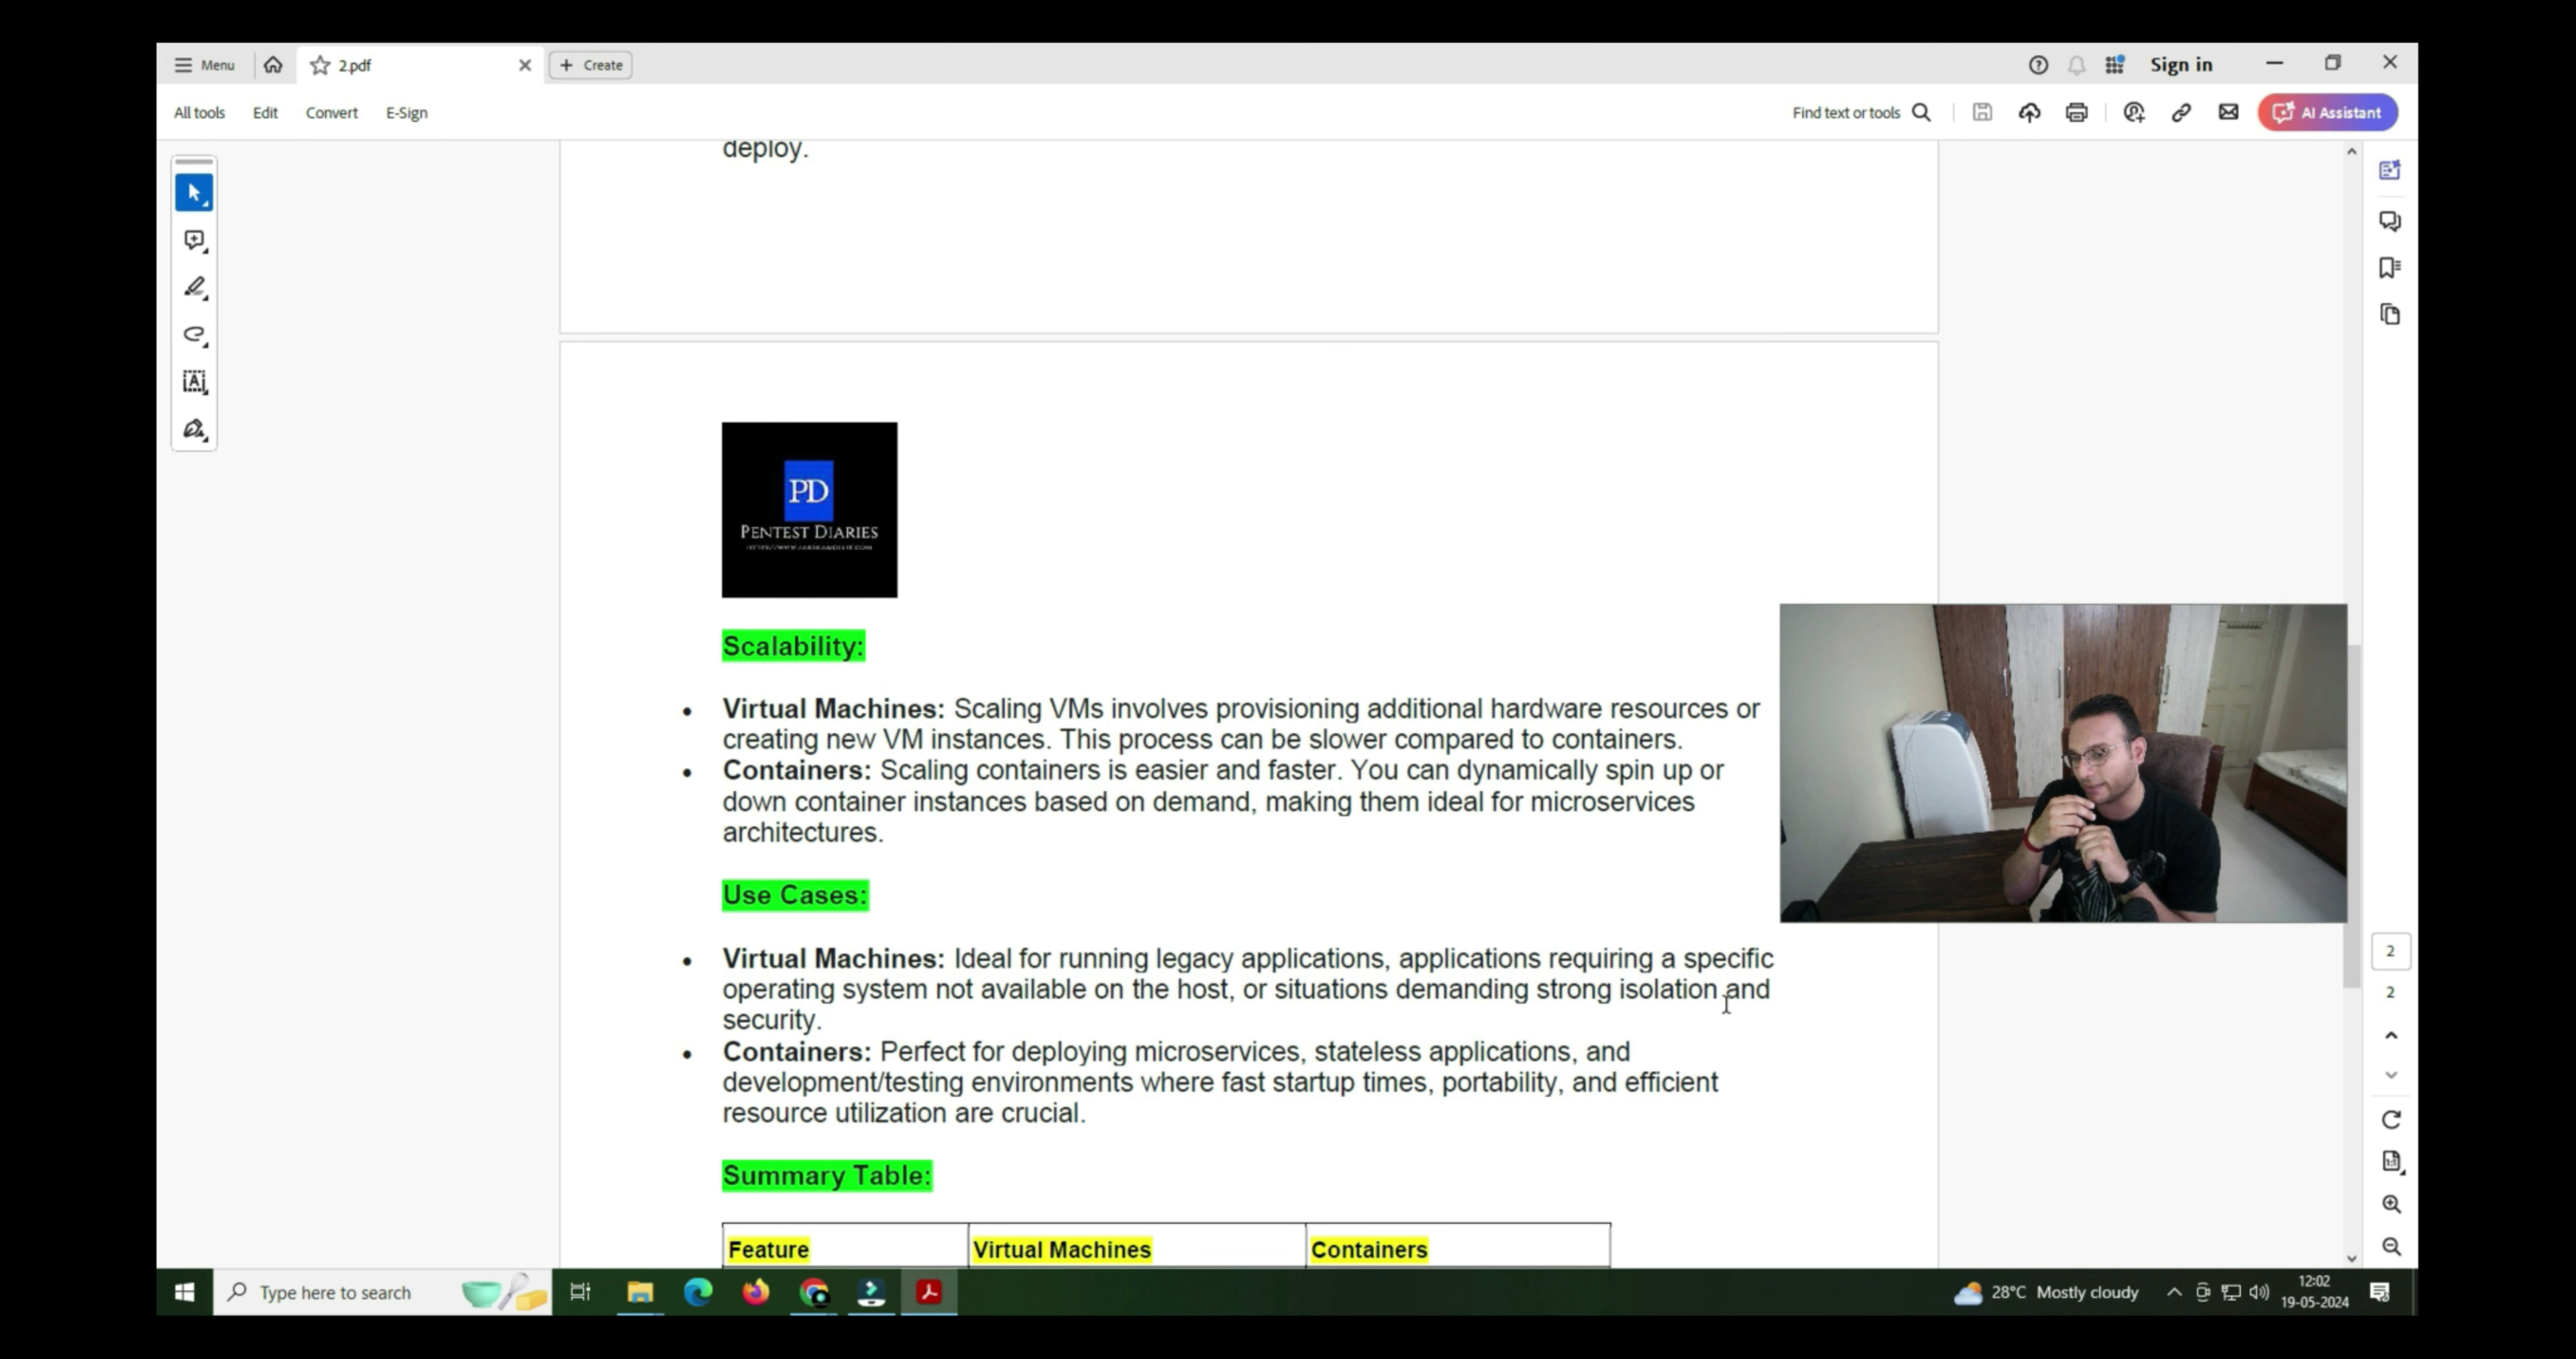 Menu
2.pdf
Create
Sign in
All tools
Edit
Convert
E-Sign
Find text or tools
AI Assistant
deploy.
PD
PENTEST DIARIES
Scalability:
• Virtual Machines: Scaling VMs involves provisioning additional hardware resources or
creating new VM instances. This process can be slower compared to containers.
• Containers: Scaling containers is easier and faster. You can dynamically spin up or
down container instances based on demand, making them ideal for microservices
architectures.
Use Cases:
• Virtual Machines: Ideal for running legacy applications, applications requiring a specific
operating system not available on the host, or situations demanding strong isolation and
security.
• Containers: Perfect for deploying microservices, stateless applications, and
development/testing environments where fast startup times, portability, and efficient
resource utilization are crucial.
Summary Table:
Feature
Virtual Machines
Containers
2
2
Type here to search
28°C Mostly cloudy
12:02
19-05-2024